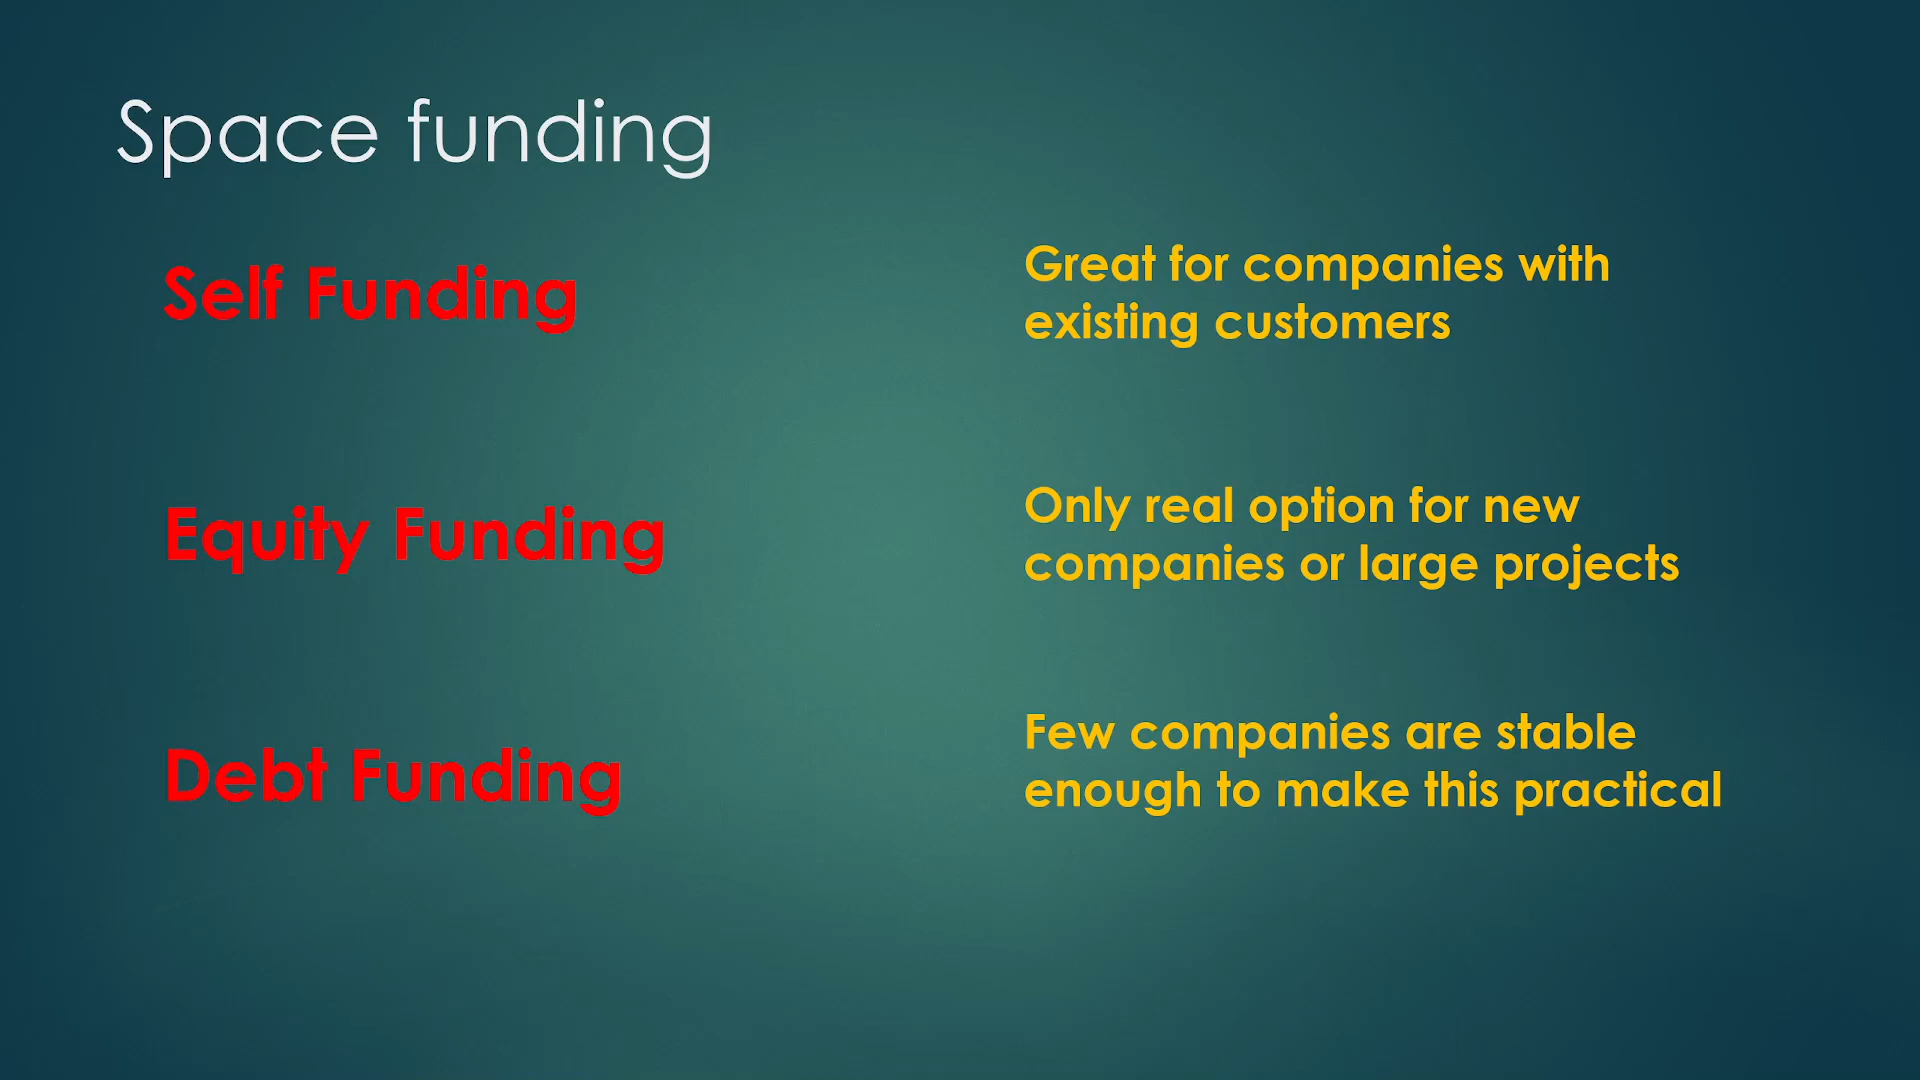 Space funding
Self Funding
Great for companies with
existing customers
Equity Funding
Only real option for new
companies or large projects
Debt Funding
Few companies are stable
enough to make this practical